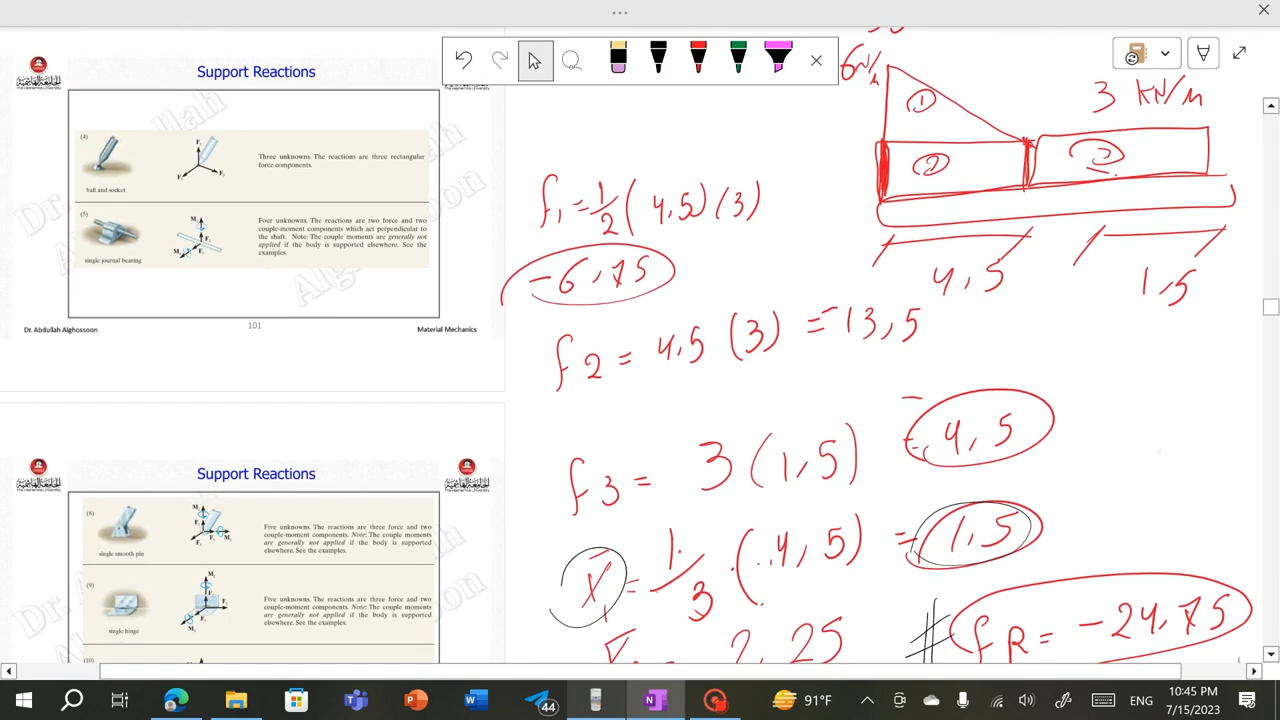 Support Reactions
(4)
ball and socket
Three unknowns. The reactions are three rectangular
force components.
(5)
single journal bearing
Four unknowns. The reactions are two force and two
couple-moment components which act perpendicular to
the shaft. Note: The couple moments are generally not
applied if the body is supported elsewhere. See the
examples.
Dr. Abdullah Alghossoon
101
Material Mechanics
Support Reactions
(8)
single smooth pin
Five unknowns. The reactions are three force and two
couple-moment components. Note: The couple moments
are generally not applied if the body is supported
elsewhere. See the examples.
(9)
single hinge
Five unknowns. The reactions are three force and two
couple-moment components. Note: The couple moments
are generally not applied if the body is supported
elsewhere. See the examples.
(10)
①
3 kN/m
②
4,5
1,5
f1 = 1/2 (4,5)(3)
-6,75
f2 = 4,5 (3) = -13,5
f3 = 3 (1,5)
4,5
= 1/3 (4,5) = 1,5
2,25
# fR = -24,75
44
91°F
ENG
10:45 PM
7/15/2023